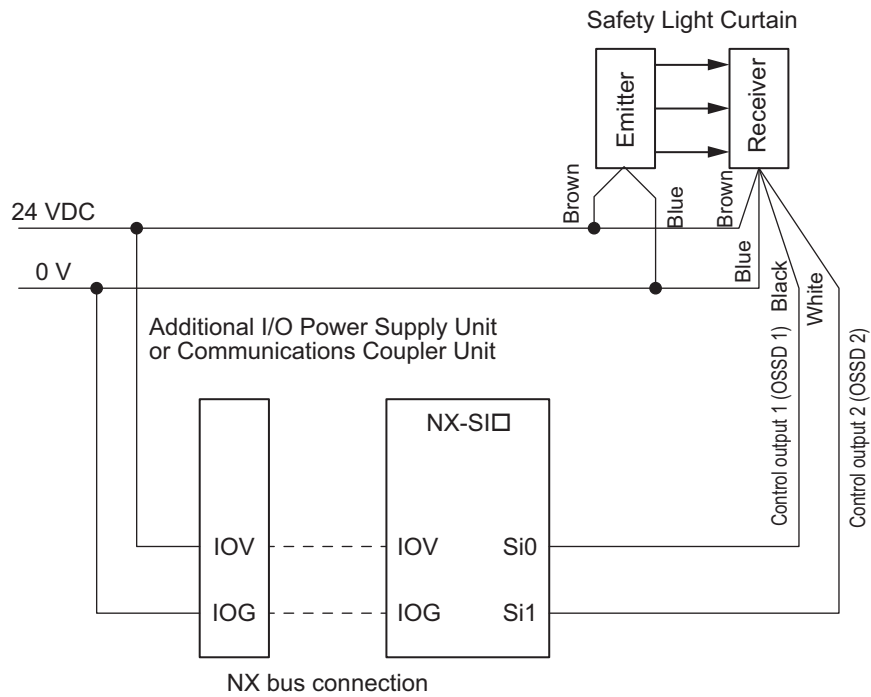 Safety Light Curtain
Emitter
Receiver
Brown
Blue
Brown
24 VDC
Blue
Black
White
0 V
Control output 1 (OSSD 1)
Control output 2 (OSSD 2)
Additional I/O Power Supply Unit
or Communications Coupler Unit
NX-SI□
IOV
IOV
Si0
IOG
IOG
Si1
NX bus connection